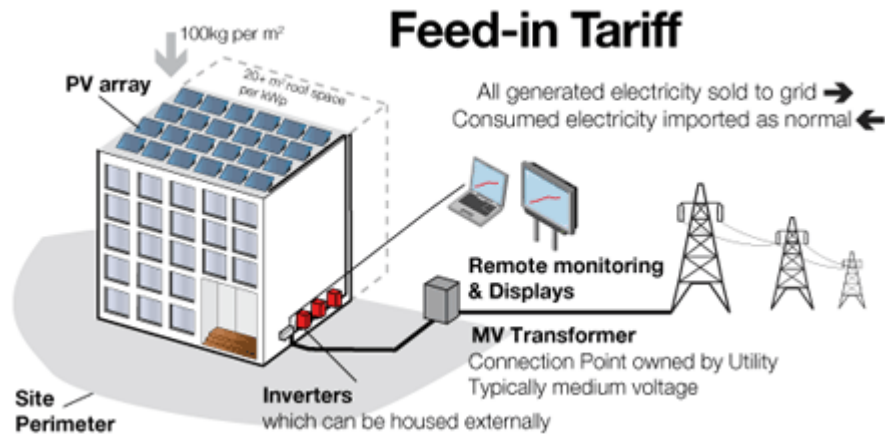 Feed-in Tariff
100kg per m²
PV array
20+ m² roof space
per kWp
All generated electricity sold to grid
Consumed electricity imported as normal
Remote monitoring
& Displays
MV Transformer
Connection Point owned by Utility
Typically medium voltage
Inverters
which can be housed externally
Site
Perimeter